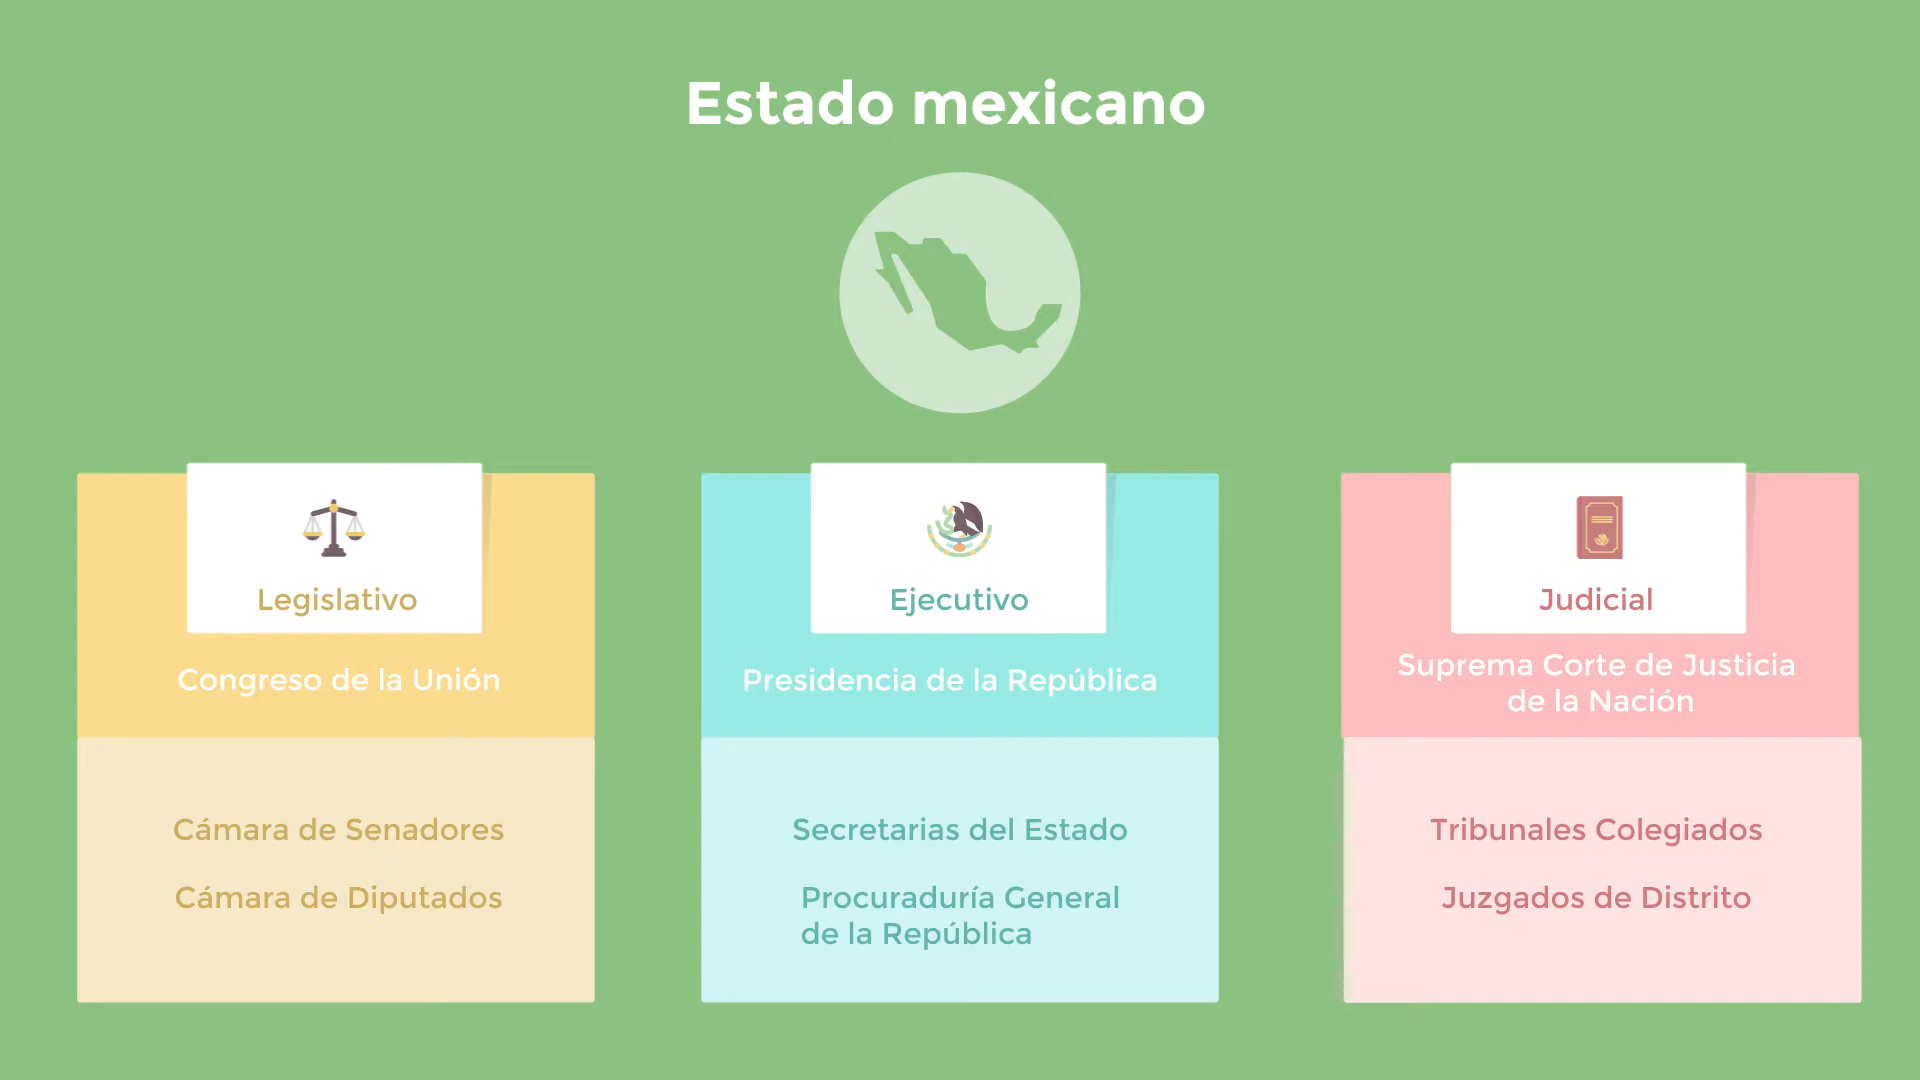 Estado mexicano
Legislativo
Congreso de la Unión
Cámara de Senadores
Cámara de Diputados
Ejecutivo
Presidencia de la República
Secretarias del Estado
Procuraduría General
de la República
Judicial
Suprema Corte de Justicia
de la Nación
Tribunales Colegiados
Juzgados de Distrito